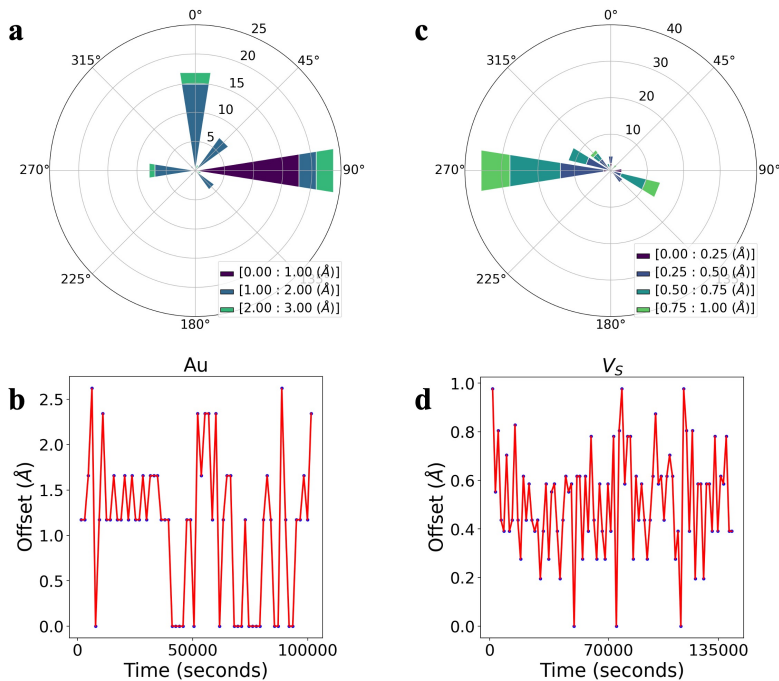 a
0°
45°
90°
180°
225°
270°
315°
5
10
15
20
25
[0.00 : 1.00 (Å)]
[1.00 : 2.00 (Å)]
[2.00 : 3.00 (Å)]
c
0°
45°
90°
180°
225°
270°
315°
10
20
30
40
[0.00 : 0.25 (Å)]
[0.25 : 0.50 (Å)]
[0.50 : 0.75 (Å)]
[0.75 : 1.00 (Å)]
b
Au
Offset (Å)
2.5
2.0
1.5
1.0
0.5
0.0
0
50000
100000
Time (seconds)
d
V_S
Offset (Å)
1.0
0.8
0.6
0.4
0.2
0.0
0
70000
135000
Time (seconds)